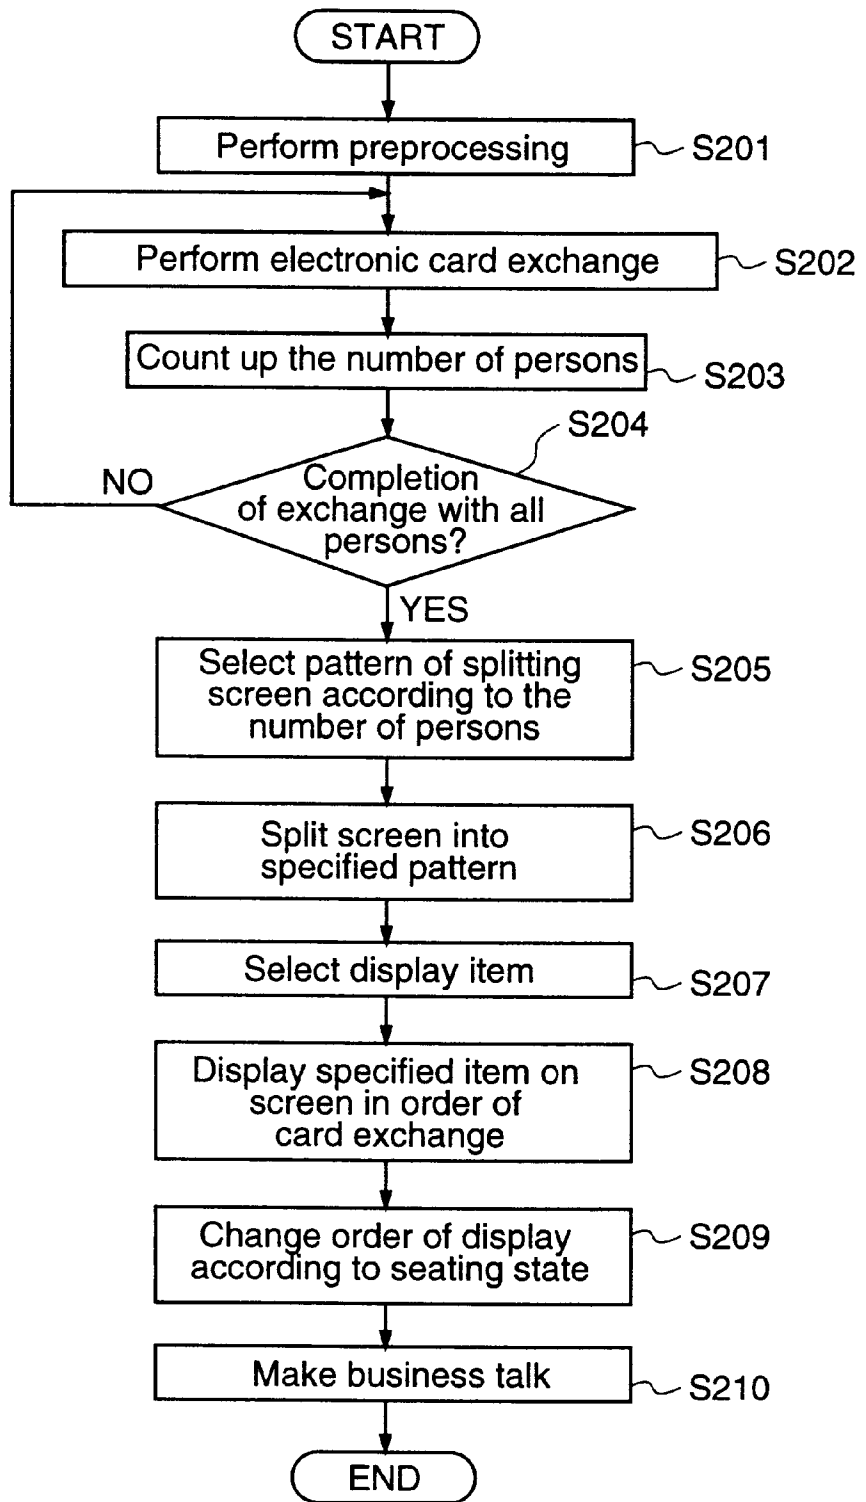 START
Perform preprocessing
S201
Perform electronic card exchange
S202
Count up the number of persons
S203
S204
Completion
of exchange with all
persons?
NO
YES
Select pattern of splitting
screen according to the
number of persons
S205
Split screen into
specified pattern
S206
Select display item
S207
Display specified item on
screen in order of
card exchange
S208
Change order of display
according to seating state
S209
Make business talk
S210
END